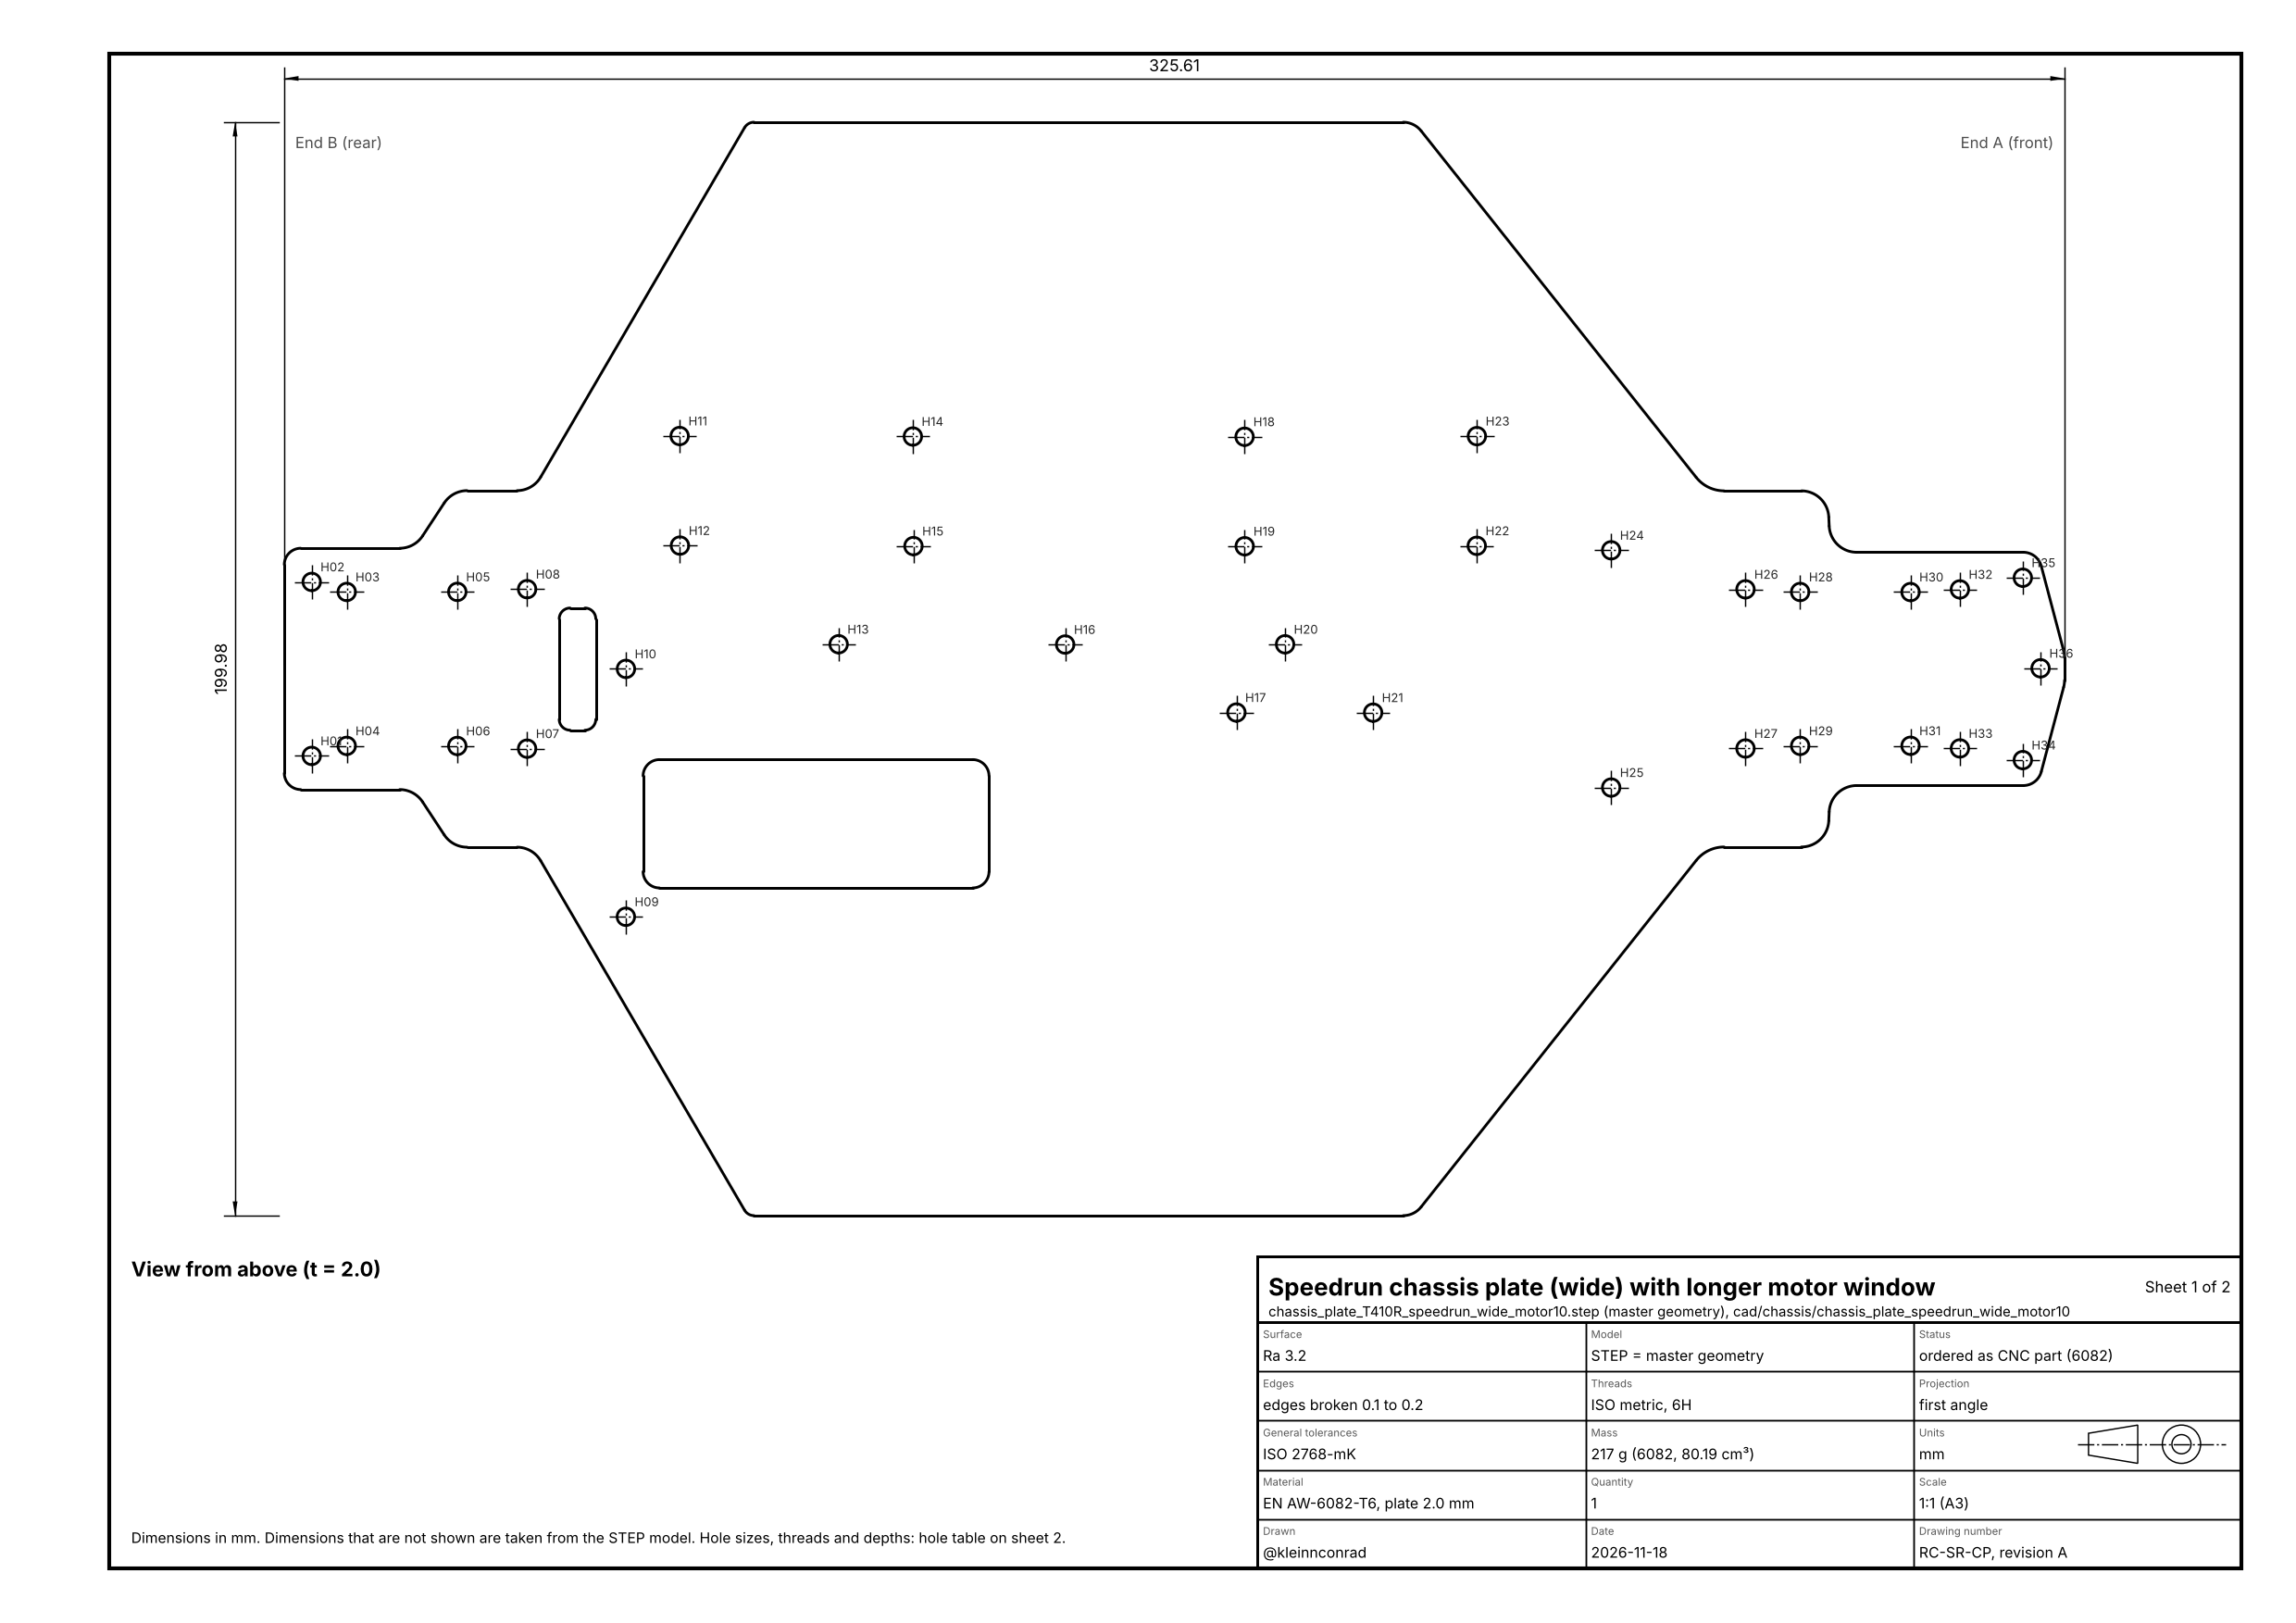 325.61
End B (rear)
End A (front)
199.98
H11
H14
H18
H23
H12
H15
H19
H22
H24
H02
H03
H05
H08
H26
H28
H30
H32
H35
H13
H16
H20
H10
H36
H17
H21
H01
H04
H06
H07
H27
H29
H31
H33
H34
H25
H09
View from above (t = 2.0)
Speedrun chassis plate (wide) with longer motor window
Sheet 1 of 2
chassis_plate_T410R_speedrun_wide_motor10.step (master geometry), cad/chassis/chassis_plate_speedrun_wide_motor10
Surface
Ra 3.2
Model
STEP = master geometry
Status
ordered as CNC part (6082)
Edges
edges broken 0.1 to 0.2
Threads
ISO metric, 6H
Projection
first angle
General tolerances
ISO 2768-mK
Mass
217 g (6082, 80.19 cm³)
Units
mm
Material
EN AW-6082-T6, plate 2.0 mm
Quantity
1
Scale
1:1 (A3)
Drawn
@kleinnconrad
Date
2026-11-18
Drawing number
RC-SR-CP, revision A
Dimensions in mm. Dimensions that are not shown are taken from the STEP model. Hole sizes, threads and depths: hole table on sheet 2.